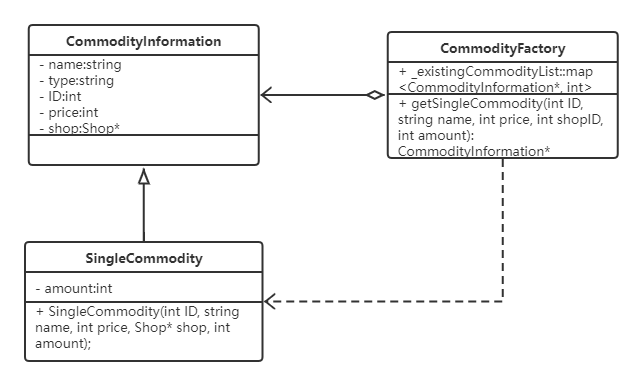 CommodityInformation
- name:string
- type:string
- ID:int
- price:int
- shop:Shop*
CommodityFactory
+ _existingCommodityList::map
<CommodityInformation*, int>
+ getSingleCommodity(int ID,
string name, int price, int shopID,
int amount):
CommodityInformation*
SingleCommodity
- amount:int
+ SingleCommodity(int ID, string
name, int price, Shop* shop, int
amount);